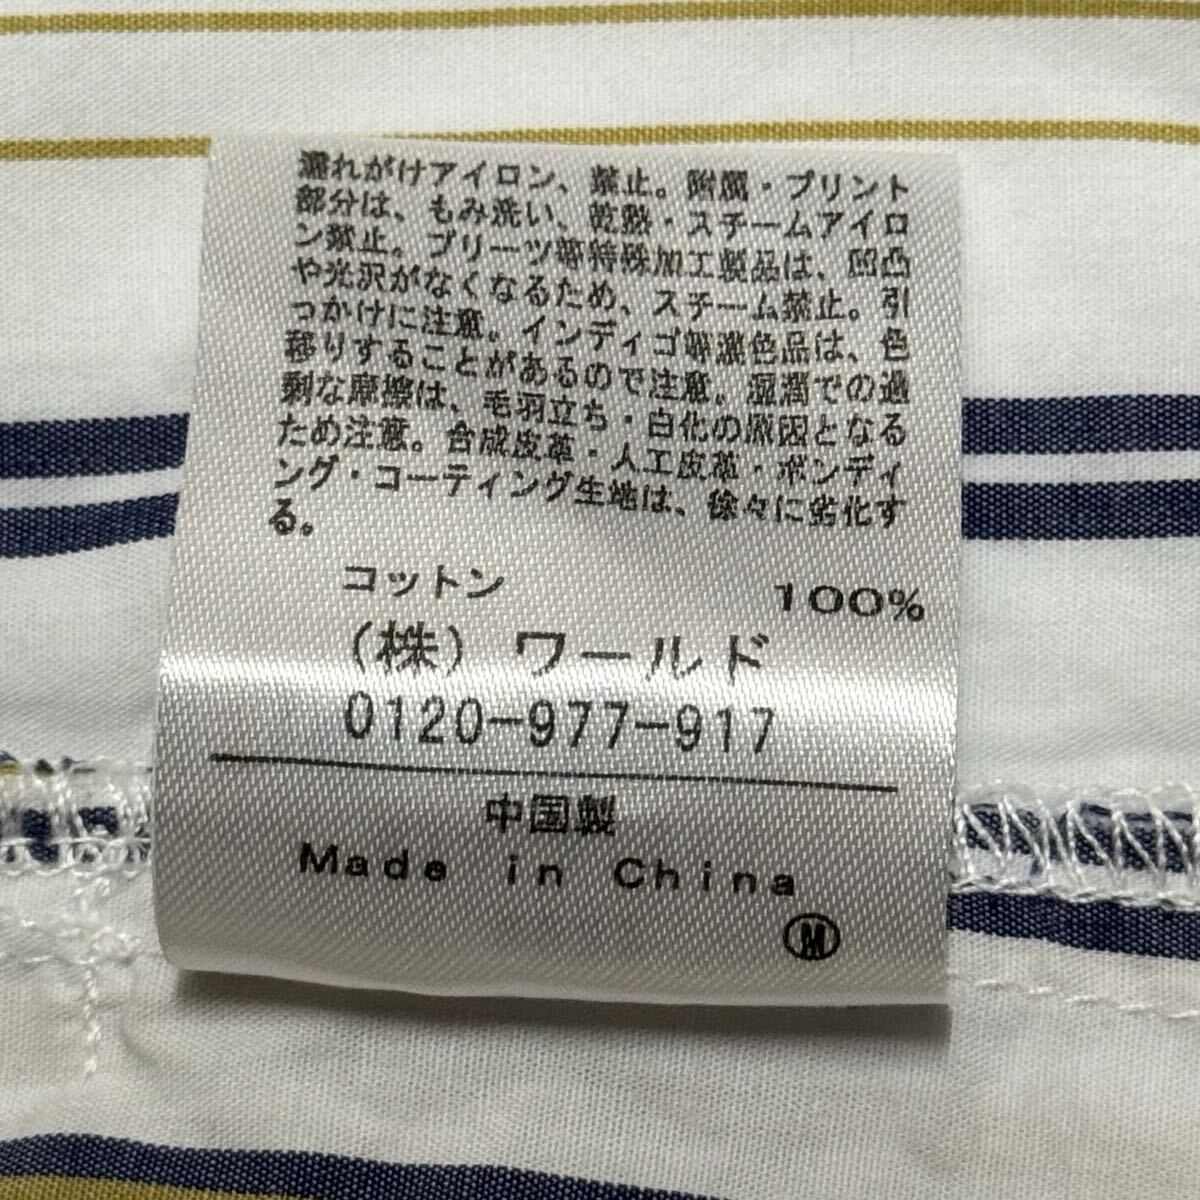 濡れがけアイロン、禁止。附属・プリント
部分は、もみ洗い、乾熱・スチームアイロ
ン禁止。プリーツ等特殊加工製品は、凹凸
や光沢がなくなるため、スチーム禁止。引
っかけに注意。インディゴ等濃色品は、色
移りすることがあるので注意。湿潤での過
剰な摩擦は、毛羽立ち・白化の原因となる
ため注意。合成皮革・人工皮革・ボンディ
ング・コーティング生地は、徐々に劣化す
る。
コットン 100%
(株) ワールド
0120-977-917
中国製
Made in China
Ⓜ